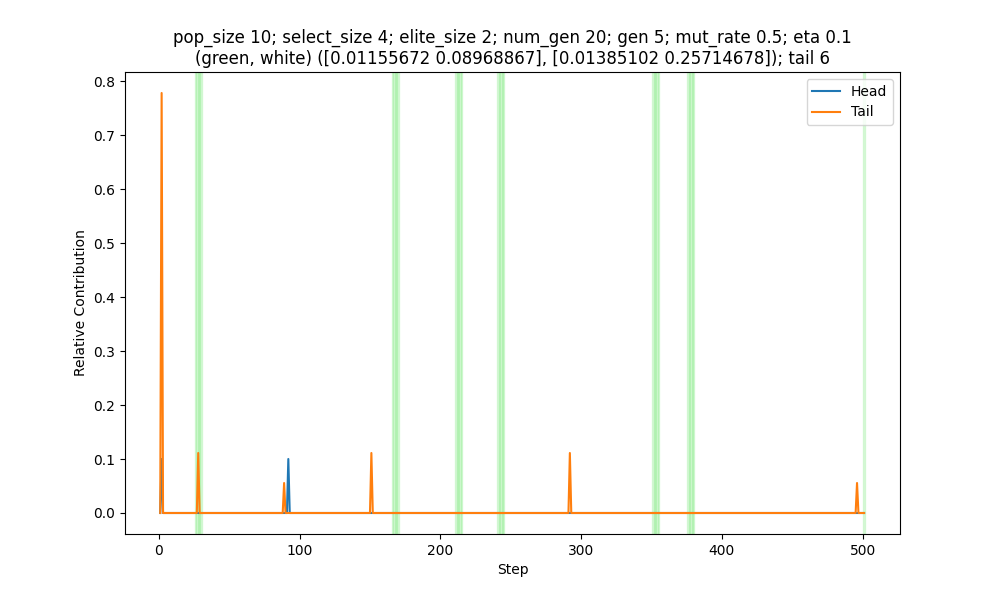 pop_size 10; select_size 4; elite_size 2; num_gen 20; gen 5; mut_rate 0.5; eta 0.1
(green, white) ([0.01155672 0.08968867], [0.01385102 0.25714678]); tail 6
Head
Tail
0.8
0.7
0.6
0.5
0.4
0.3
0.2
0.1
0.0
Relative Contribution
0
100
200
300
400
500
Step